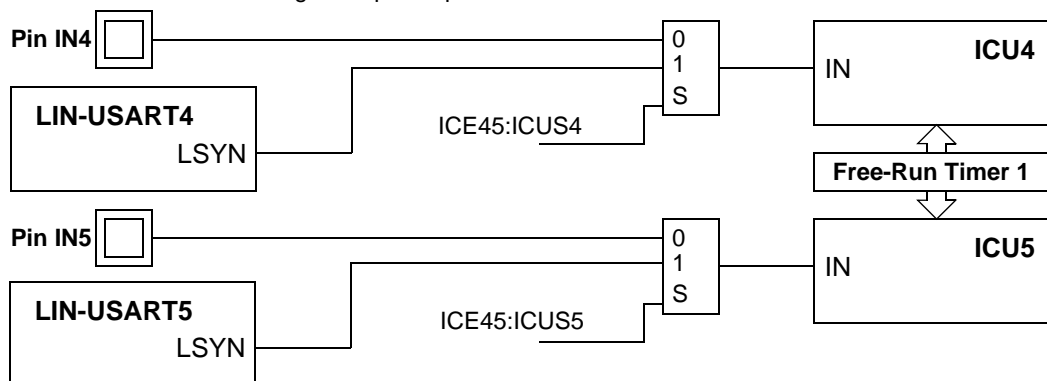 Pin IN4
0
1
S
IN
ICU4
LIN-USART4
LSYN
ICE45:ICUS4
Free-Run Timer 1
Pin IN5
0
1
S
IN
ICU5
LIN-USART5
LSYN
ICE45:ICUS5